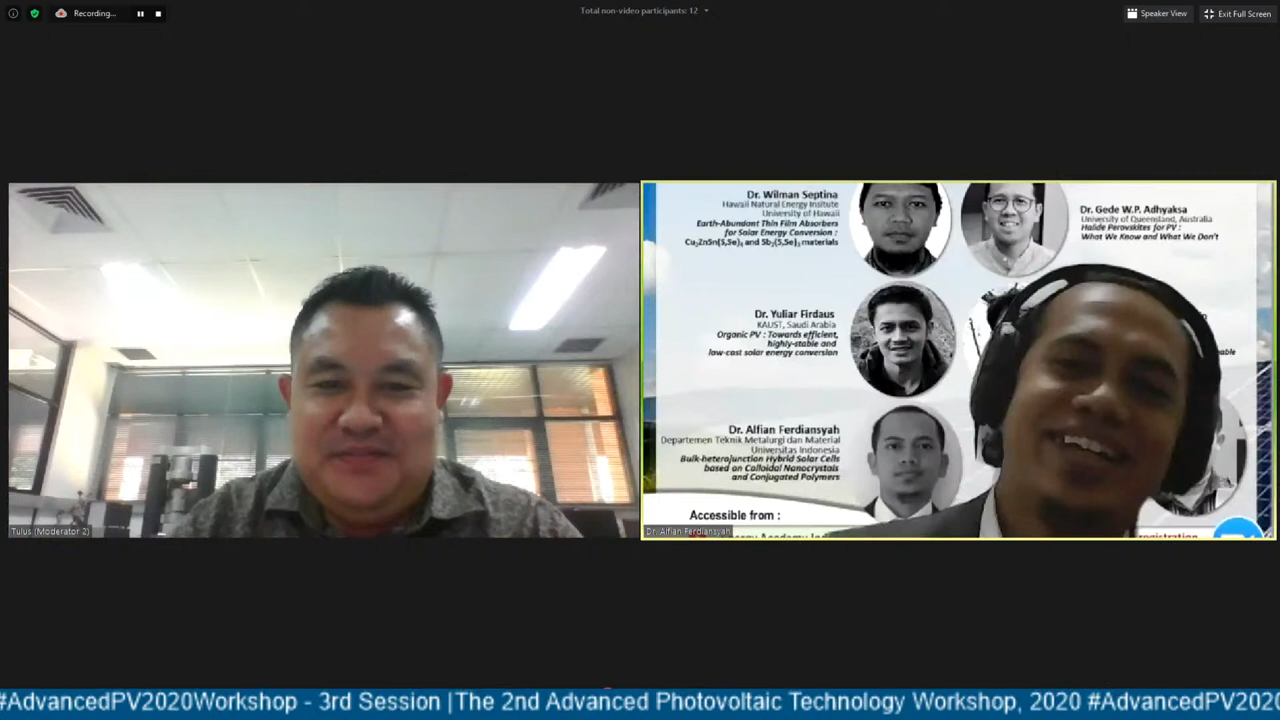 Recording...
Total non-video participants: 12
Speaker View
Exit Full Screen
Dr. Wilman Septina
Hawaii Natural Energy Insitute
University of Hawaii
Earth-Abundant Thin Film Absorbers
for Solar Energy Conversion :
Cu₂ZnSn(S,Se)₄ and Sb₂(S,Se)₃ materials
Dr. Gede W.P. Adhyaksa
University of Queensland, Australia
Halide Perovskites for PV :
What We Know and What We Don't
Dr. Yuliar Firdaus
KAUST, Saudi Arabia
Organic PV : Towards efficient,
highly-stable and
low-cost solar energy conversion
Dr. Alfian Ferdiansyah
Departemen Teknik Metalurgi dan Material
Universitas Indonesia
Bulk-heterojunction Hybrid Solar Cells
based on Colloidal Nanocrystals
and Conjugated Polymers
Accessible from :
registration
Tulus (Moderator 2)
Dr. Alfian Ferdiansyah
#AdvancedPV2020Workshop - 3rd Session |The 2nd Advanced Photovoltaic Technology Workshop, 2020 #AdvancedPV2020